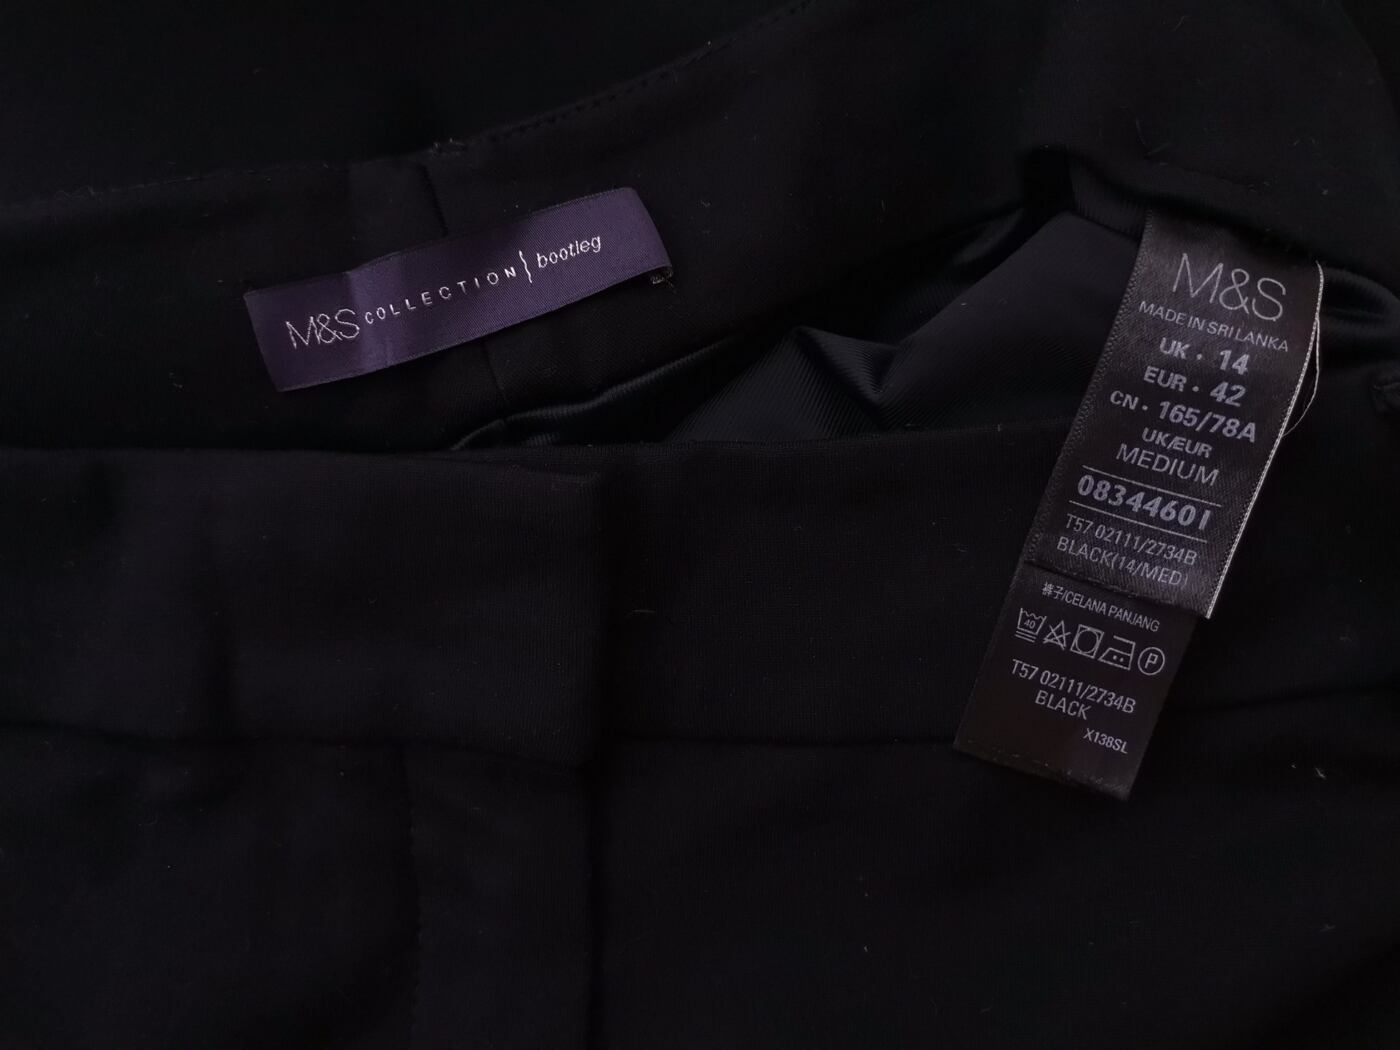 M&S COLLECTION } bootleg
M&S
MADE IN SRI LANKA
UK · 14
EUR · 42
CN · 165/78A
UK/EUR
MEDIUM
08344601
T57 02111/2734B
BLACK(14/MED)
裤子/CELANA PANJANG
40 P
T57 02111/2734B
BLACK
X138SL